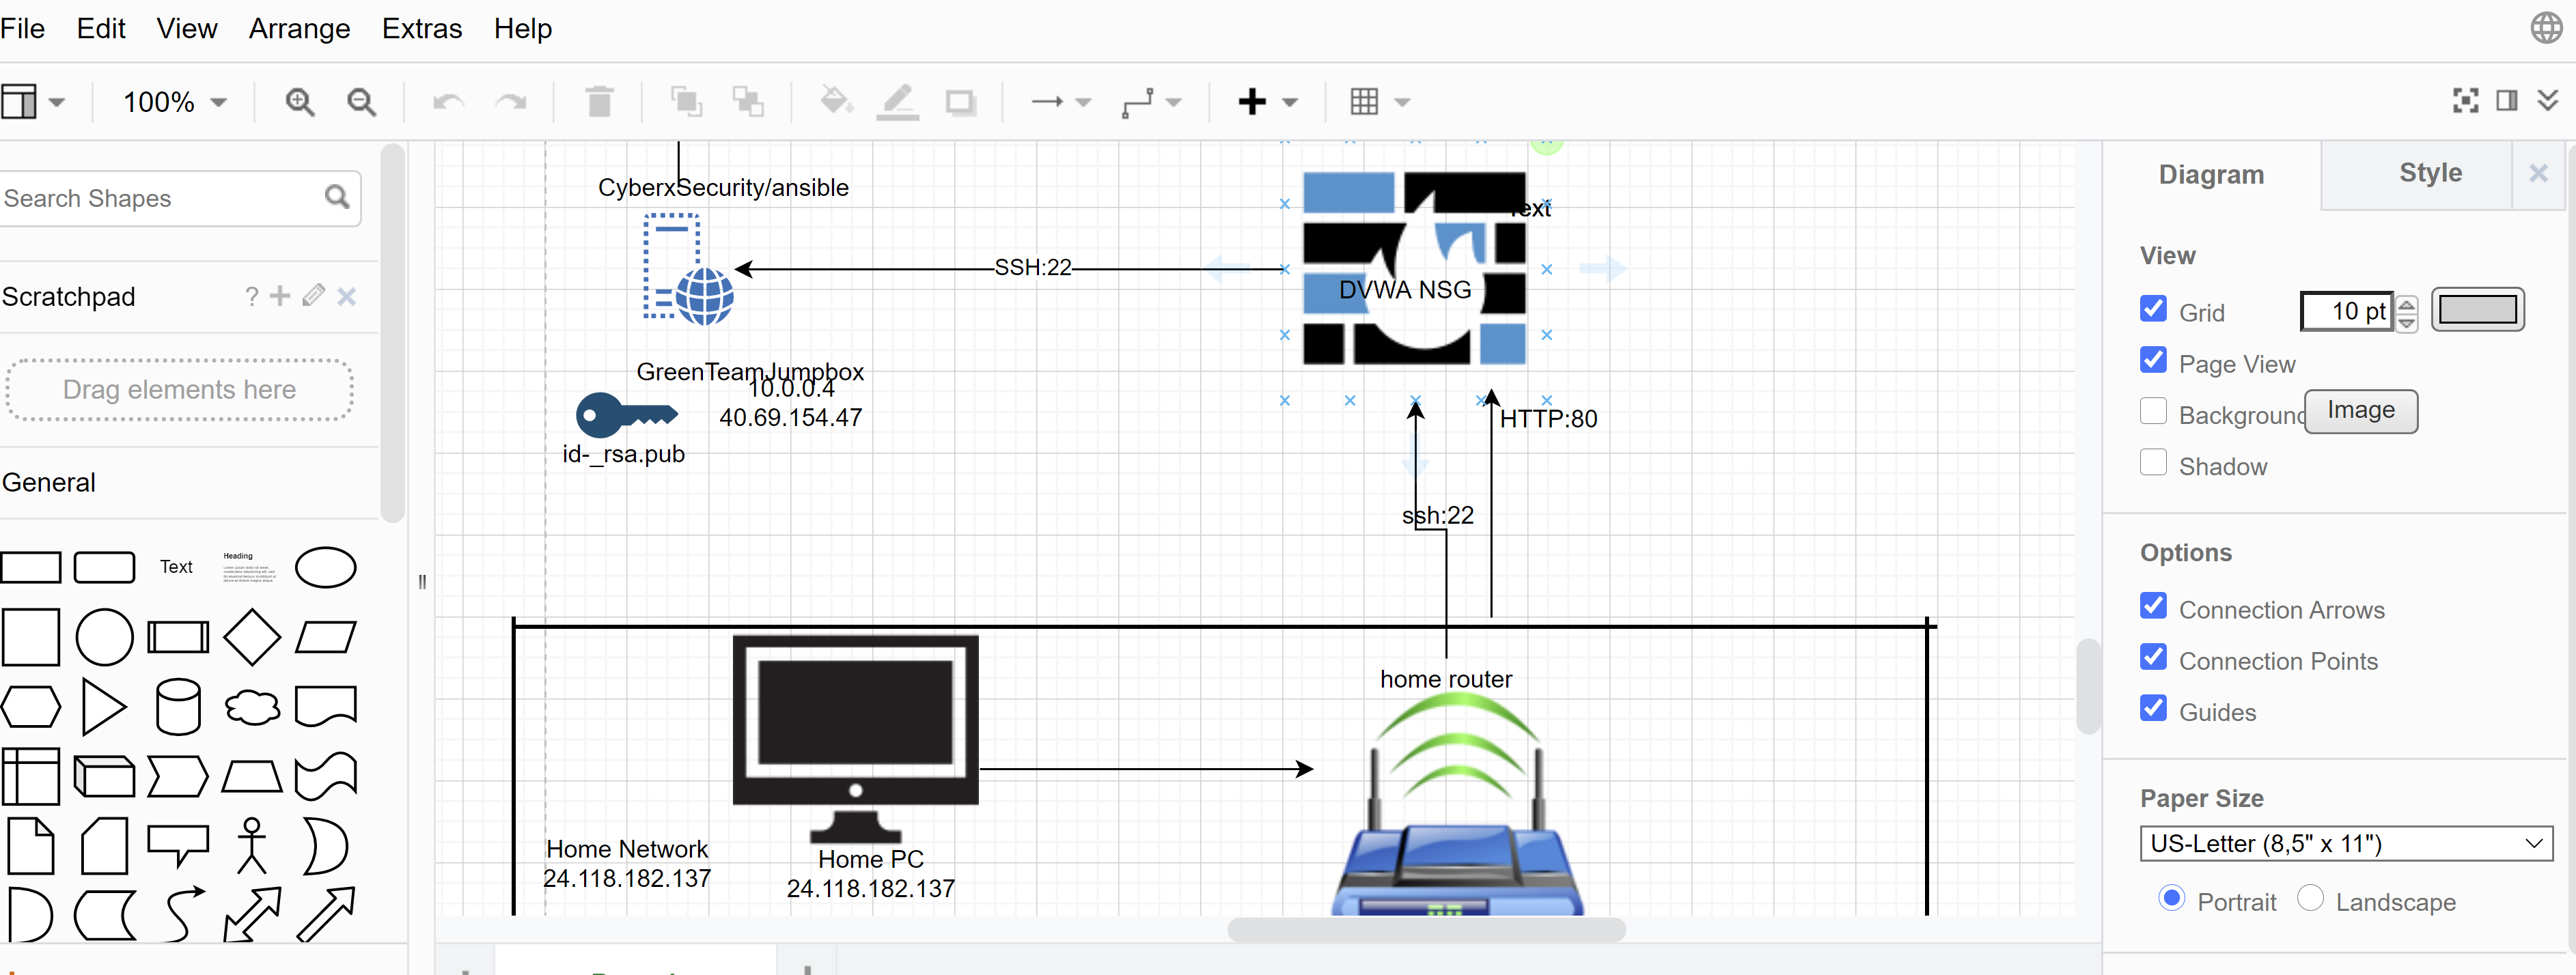 File Edit View Arrange Extras Help
100%
Search Shapes
Scratchpad ?
Drag elements here
General
Text Heading
CyberxSecurity/ansible
SSH:22
Text
DVWA NSG
GreenTeamJumpbox
10.0.0.4
40.69.154.47
id-_rsa.pub
HTTP:80
ssh:22
home router
Home Network
24.118.182.137
Home PC
24.118.182.137
Diagram Style
View
Grid 10 pt
Page View
Background Image
Shadow
Options
Connection Arrows
Connection Points
Guides
Paper Size
US-Letter (8,5" x 11")
Portrait Landscape